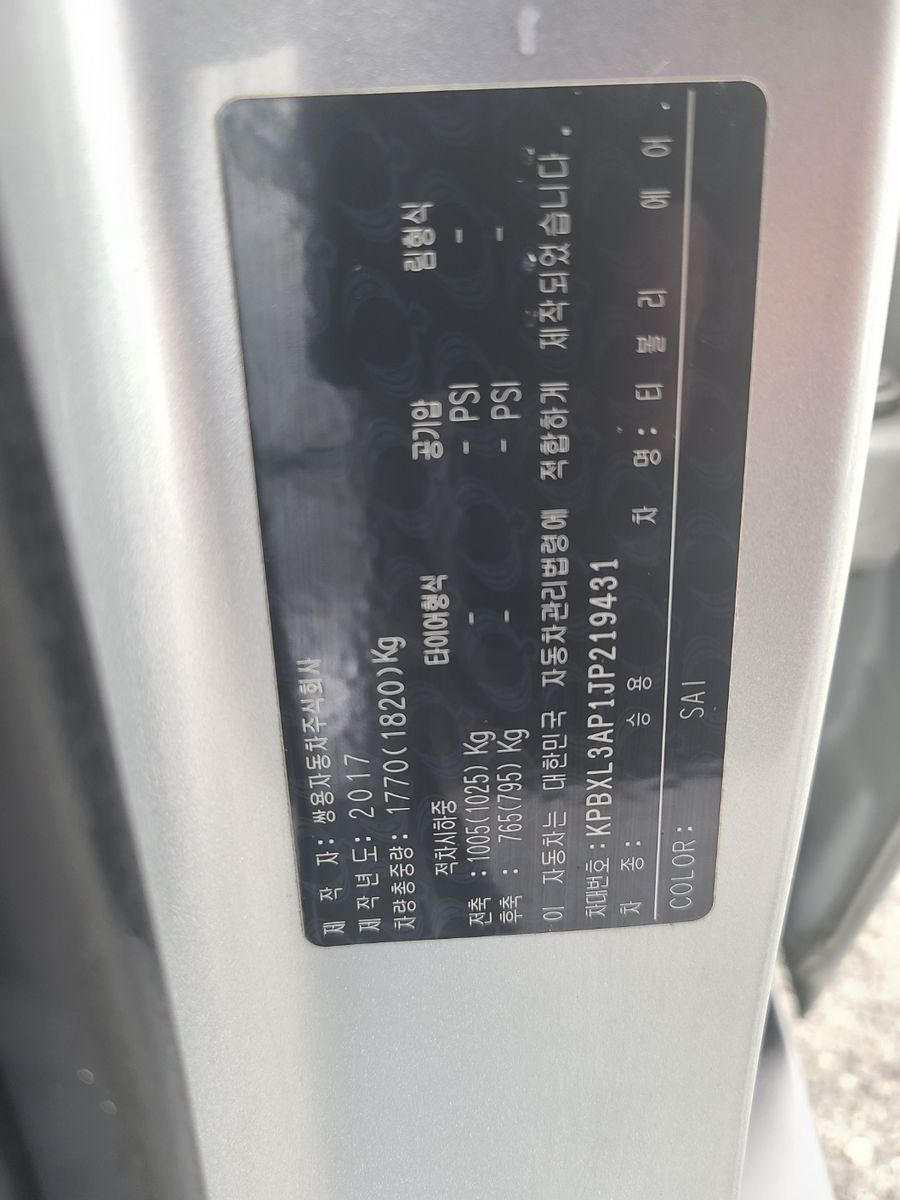 제 작 자: 쌍용자동차주식회사
제 작 년 도: 2017
차량총중량: 1770(1820)Kg
적차시하중 타이어형식 공기압 림형식
전축 : 1005(1025) Kg - - PSI -
후축 : 765(795) Kg - - PSI -
이 자동차는 대한민국 자동차관리법령에 적합하게 제작되었습니다.
차대번호: KPBXL3AP1JP219431
차 종: 승용 차 명: 티 볼 리 에 어.
COLOR: SAI